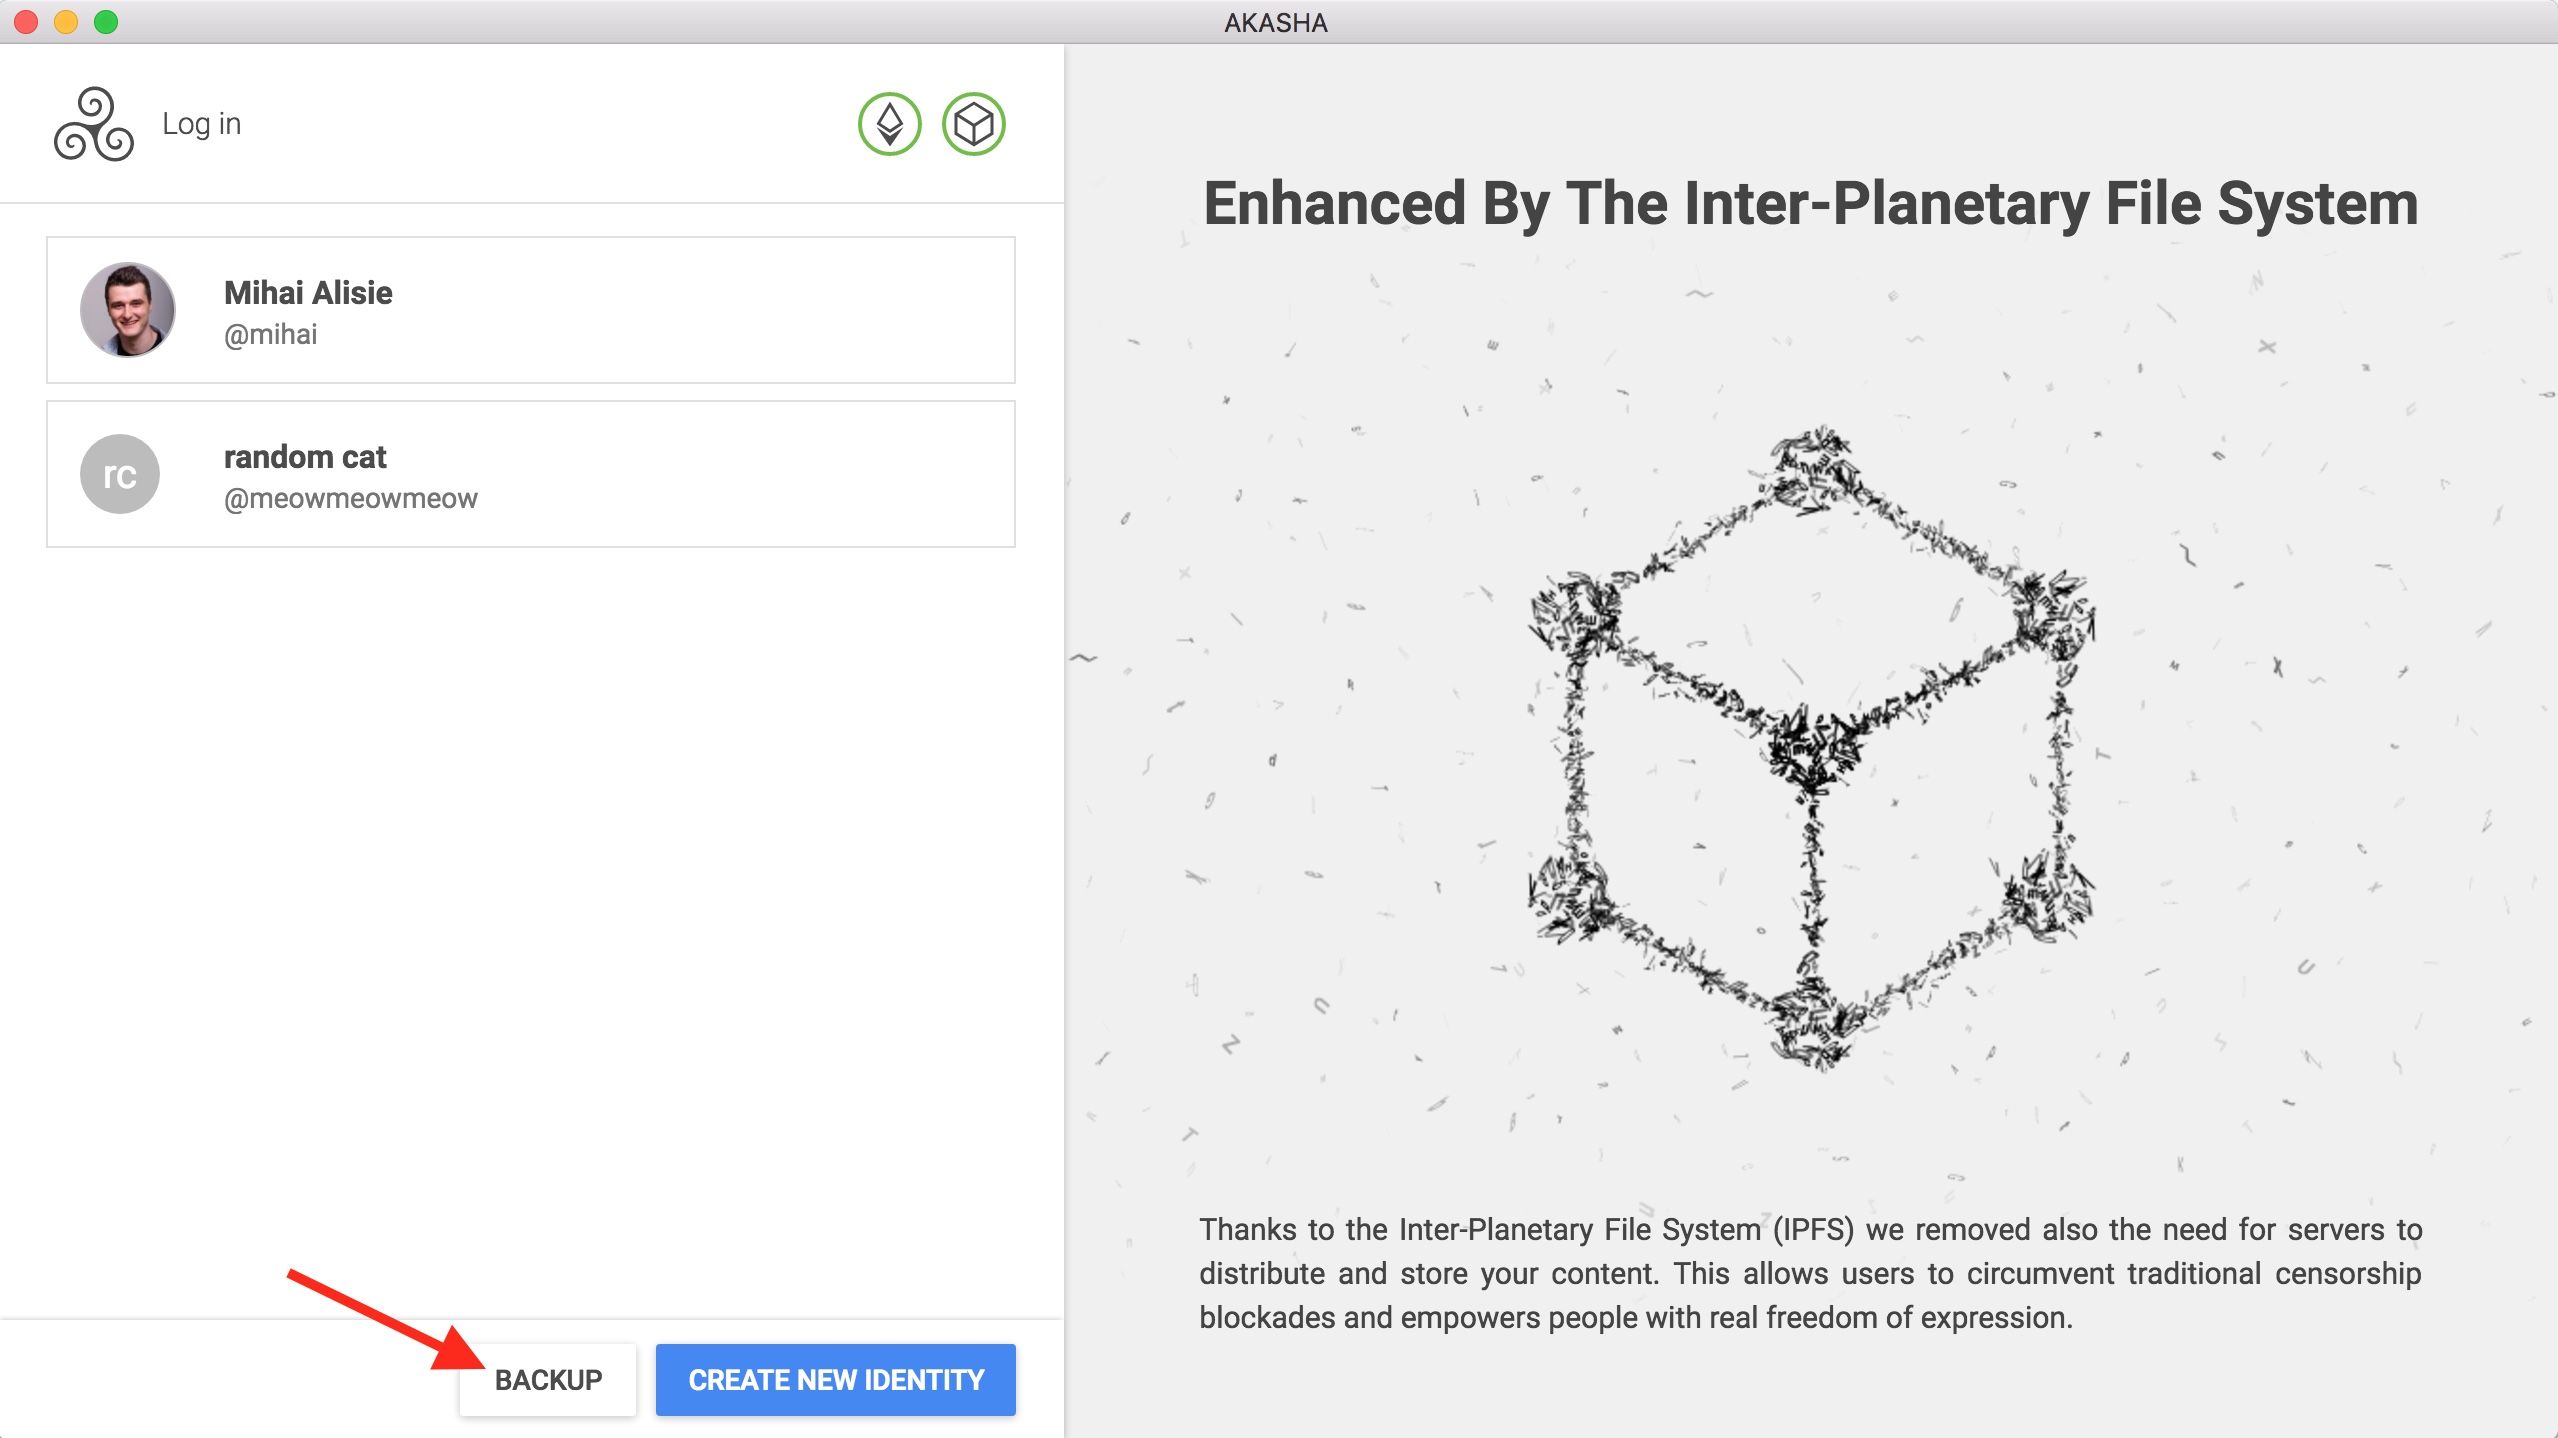 AKASHA
Log in
Mihai Alisie
@mihai
rc
random cat
@meowmeowmeow
BACKUP
CREATE NEW IDENTITY
Enhanced By The Inter-Planetary File System
Thanks to the Inter-Planetary File System (IPFS) we removed also the need for servers to
distribute and store your content. This allows users to circumvent traditional censorship
blockades and empowers people with real freedom of expression.